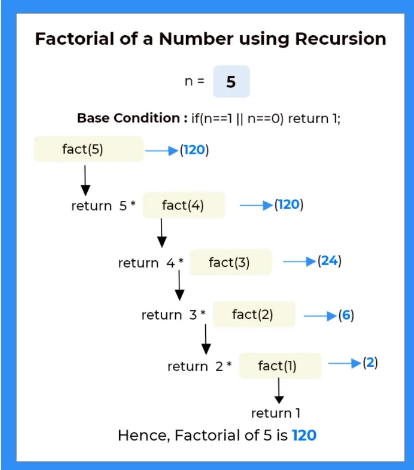 Factorial of a Number using Recursion
n = 5
Base Condition : if(n==1 || n==0) return 1;
fact(5) (120)
return 5 * fact(4) (120)
return 4 * fact(3) (24)
return 3 * fact(2) (6)
return 2 * fact(1) (2)
return 1
Hence, Factorial of 5 is 120